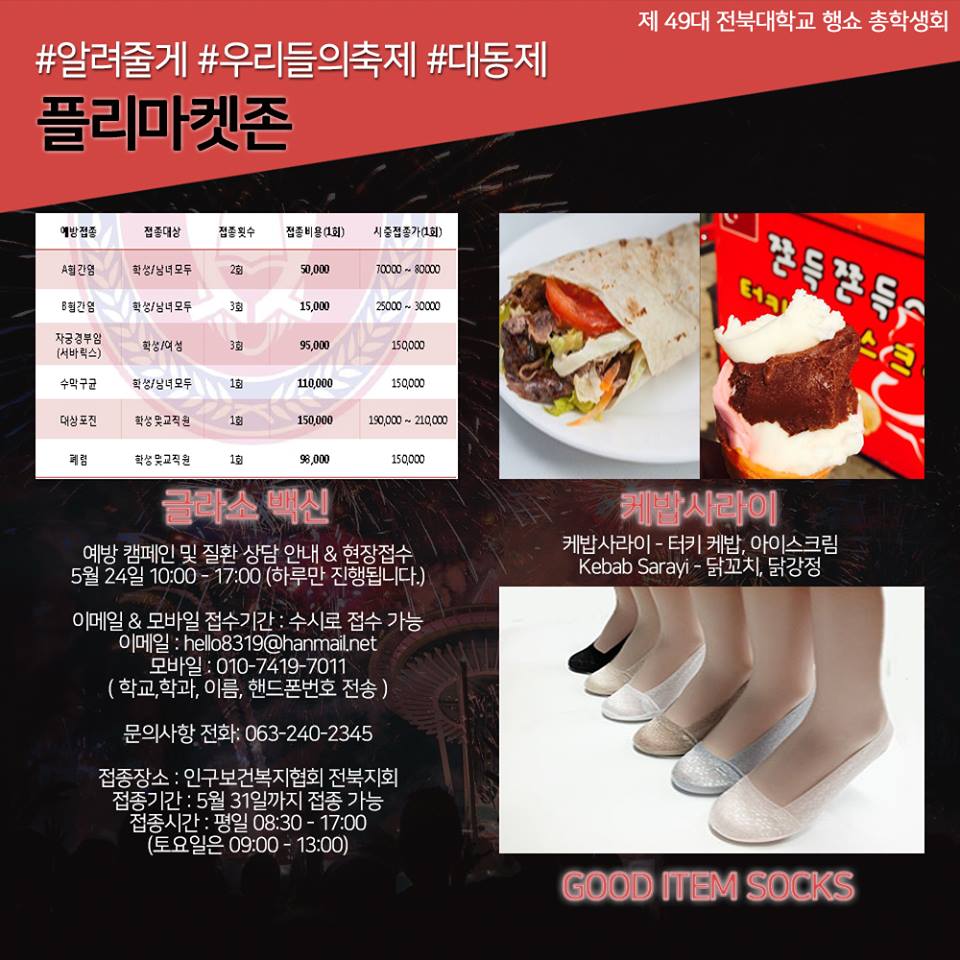 제 49대 전북대학교 행쇼 총학생회
#알려줄게 #우리들의축제 #대동제
플리마켓존
예방접종 접종대상 접종횟수 접종비용(1회) 시중접종가(1회)
A형간염 학생/남녀모두 2회 50,000 70000 ~ 80000
B형간염 학생/남녀모두 3회 15,000 25000 ~ 30000
자궁경부암
(서바릭스) 학생/여성 3회 95,000 150,000
수막구균 학생/남녀모두 1회 110,000 150,000
대상포진 학생및교직원 1회 150,000 190,000 ~ 210,000
폐렴 학생및교직원 1회 98,000 150,000
글라소 백신
예방 캠페인 및 질환 상담 안내 & 현장접수
5월 24일 10:00 - 17:00 (하루만 진행됩니다.)
이메일 & 모바일 접수기간 : 수시로 접수 가능
이메일 : hello8319@hanmail.net
모바일 : 010-7419-7011
( 학교,학과, 이름, 핸드폰번호 전송 )
문의사항 전화: 063-240-2345
접종장소 : 인구보건복지협회 전북지회
접종기간 : 5월 31일까지 접종 가능
접종시간 : 평일 08:30 - 17:00
(토요일은 09:00 - 13:00)
쫀득쫀득
터키
스크
케밥사라이
케밥사라이 - 터키 케밥, 아이스크림
Kebab Sarayi - 닭꼬치, 닭강정
GOOD ITEM SOCKS